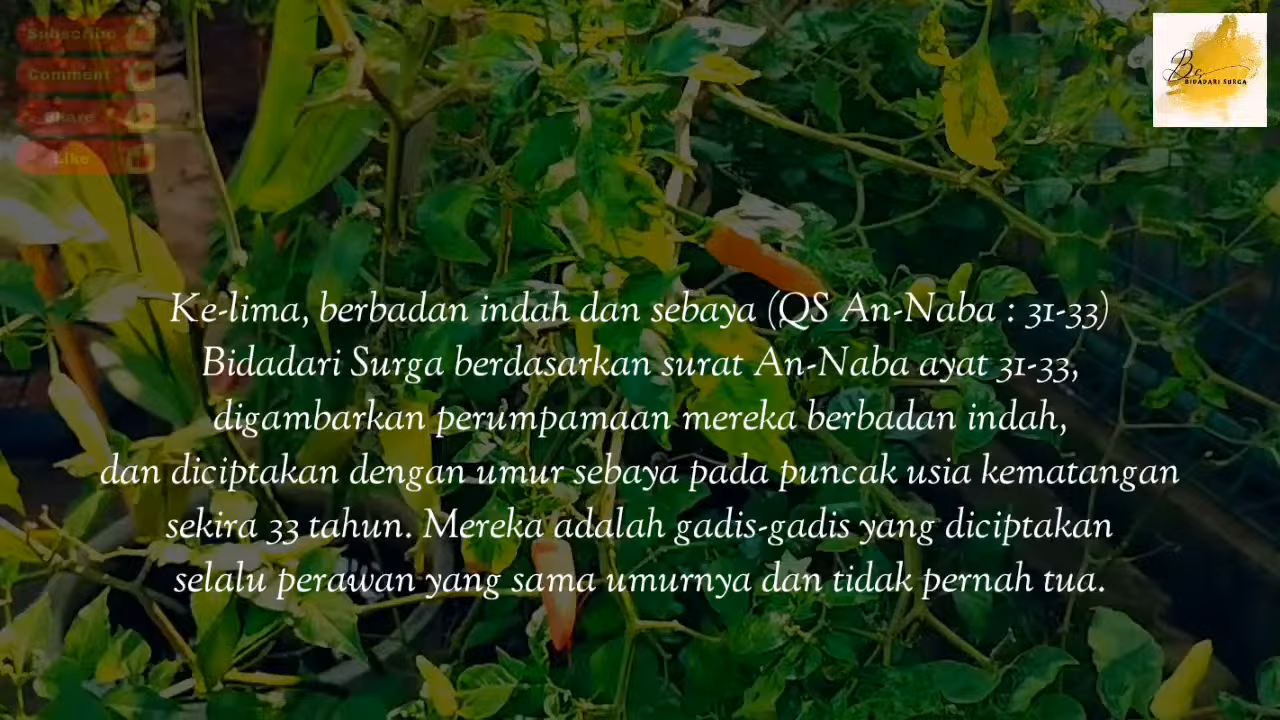 Subscribe
Comment
Share
Like
BIDADARI SURGA
Ke-lima, berbadan indah dan sebaya (QS An-Naba : 31-33)
Bidadari Surga berdasarkan surat An-Naba ayat 31-33,
digambarkan perumpamaan mereka berbadan indah,
dan diciptakan dengan umur sebaya pada puncak usia kematangan
sekira 33 tahun. Mereka adalah gadis-gadis yang diciptakan
selalu perawan yang sama umurnya dan tidak pernah tua.